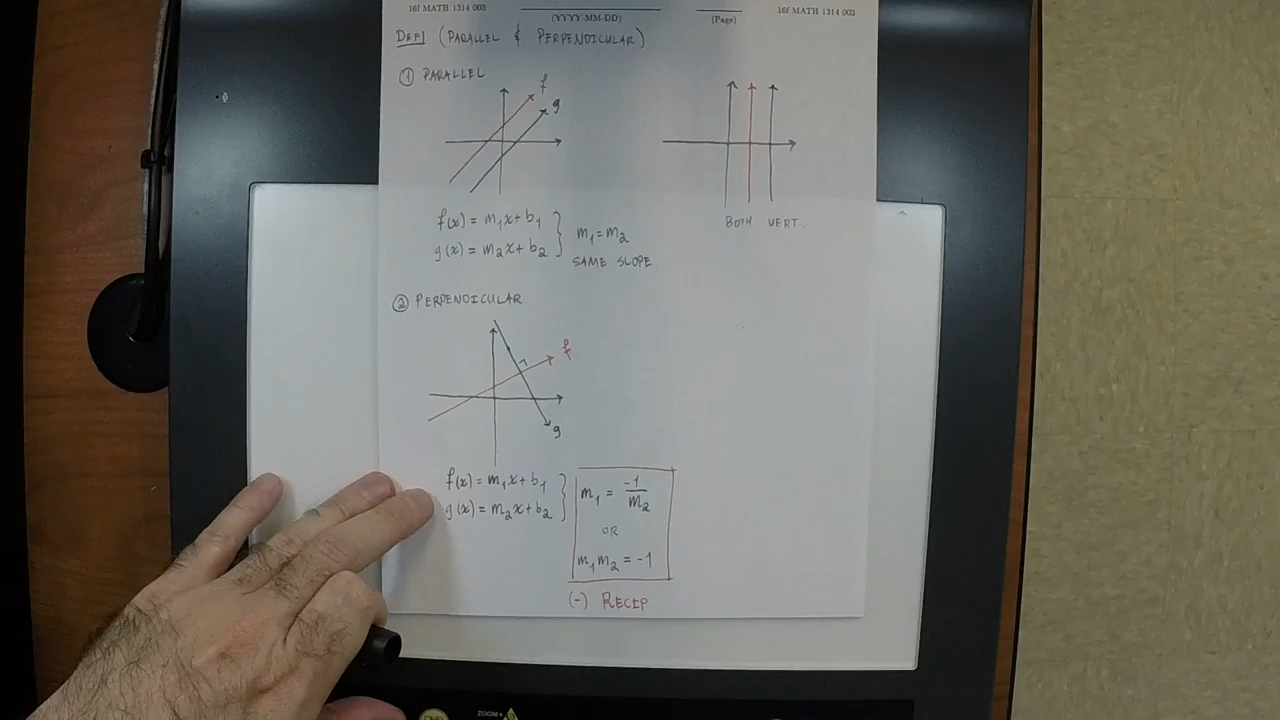 16f MATH 1314 003
(YYYY-MM-DD)
(Page)
16f MATH 1314 003
DEF (PARALLEL & PERPENDICULAR)
① PARALLEL
f
g
f(x) = m₁x + b₁
g(x) = m₂x + b₂
m₁ = m₂
SAME SLOPE
BOTH VERT.
② PERPENDICULAR
f
g
f(x) = m₁x + b₁
g(x) = m₂x + b₂
m₁ = -1/m₂
OR
m₁m₂ = -1
(-) RECIP
ZOOM+